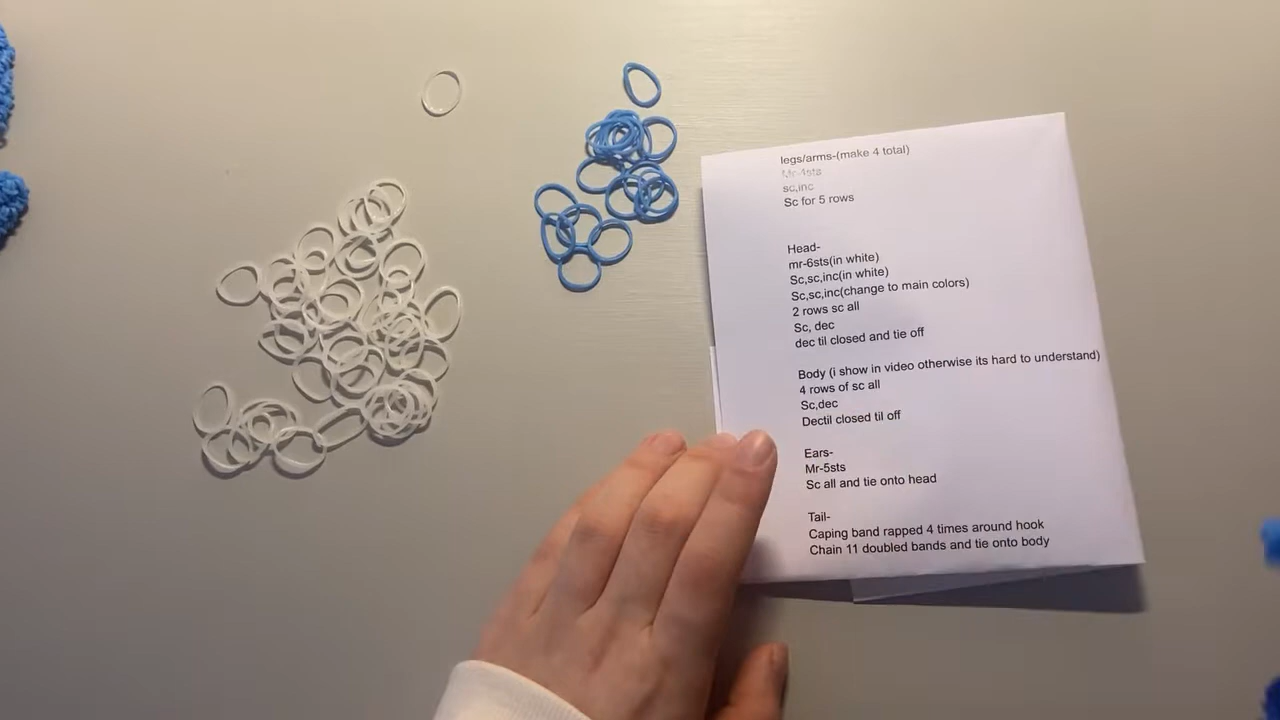 legs/arms-(make 4 total)
Mr-4sts
sc,inc
Sc for 5 rows
Head-
mr-6sts(in white)
Sc,sc,inc(in white)
Sc,sc,inc(change to main colors)
2 rows sc all
Sc, dec
dec til closed and tie off
Body (i show in video otherwise its hard to understand)
4 rows of sc all
Sc,dec
Dectil closed til off
Ears-
Mr-5sts
Sc all and tie onto head
Tail-
Caping band rapped 4 times around hook
Chain 11 doubled bands and tie onto body